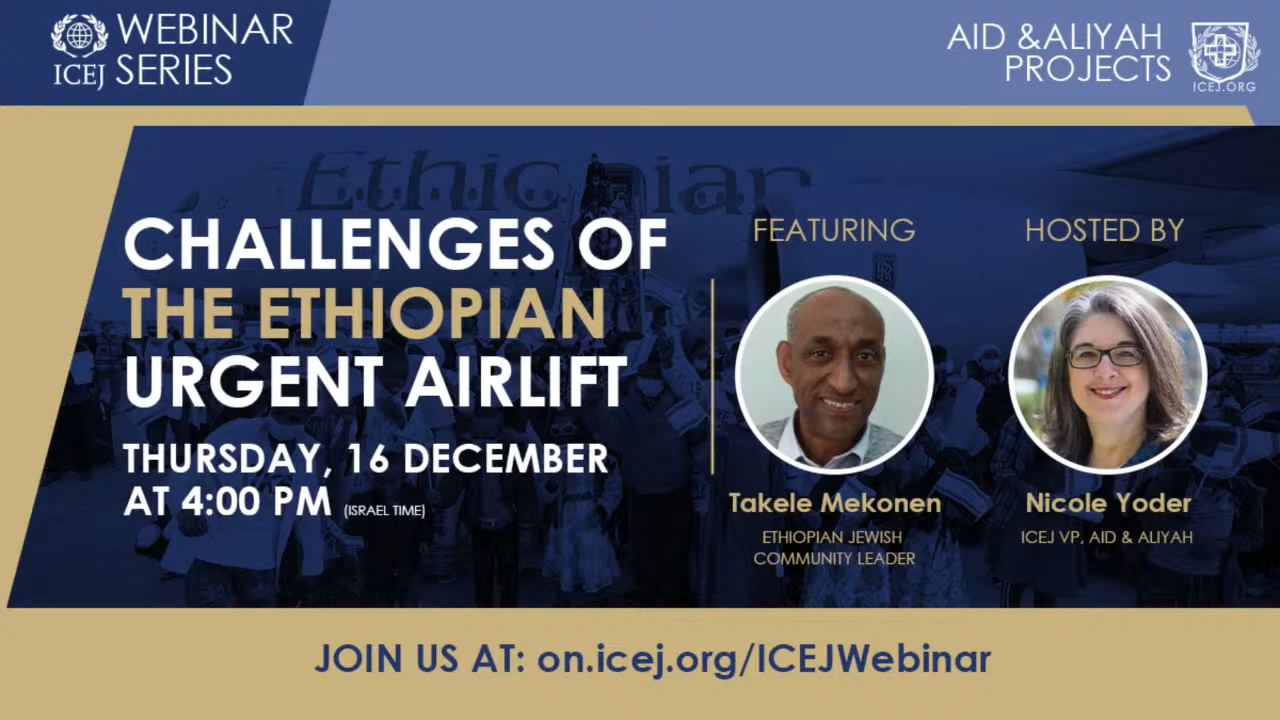 ICEJ WEBINAR
SERIES
AID &ALIYAH
PROJECTS
ICEJ.ORG
Ethiopian
CHALLENGES OF
THE ETHIOPIAN
URGENT AIRLIFT
THURSDAY, 16 DECEMBER
AT 4:00 PM (ISRAEL TIME)
FEATURING
Takele Mekonen
ETHIOPIAN JEWISH
COMMUNITY LEADER
HOSTED BY
Nicole Yoder
ICEJ VP, AID & ALIYAH
JOIN US AT: on.icej.org/ICEJWebinar